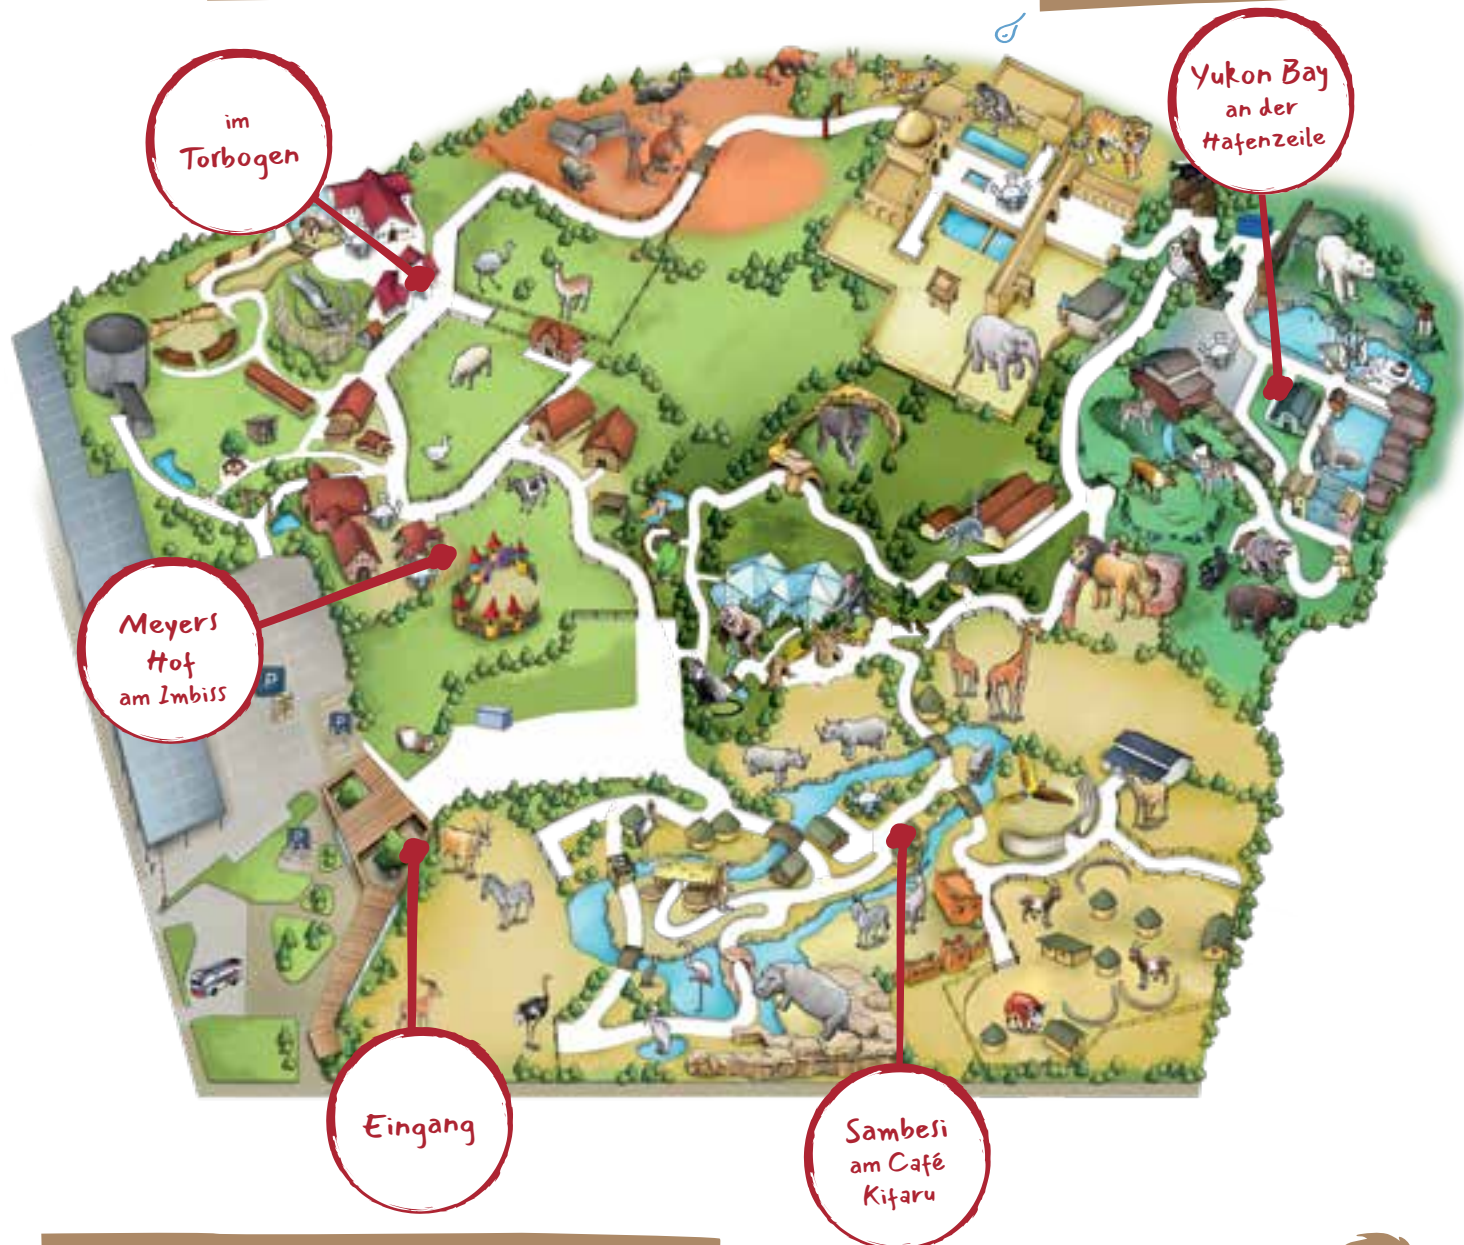 im
Torbogen
Yukon Bay
an der
Hafenzeile
Meyers
Hof
am Imbiss
P
P
P
Eingang
Sambesi
am Café
Kifaru